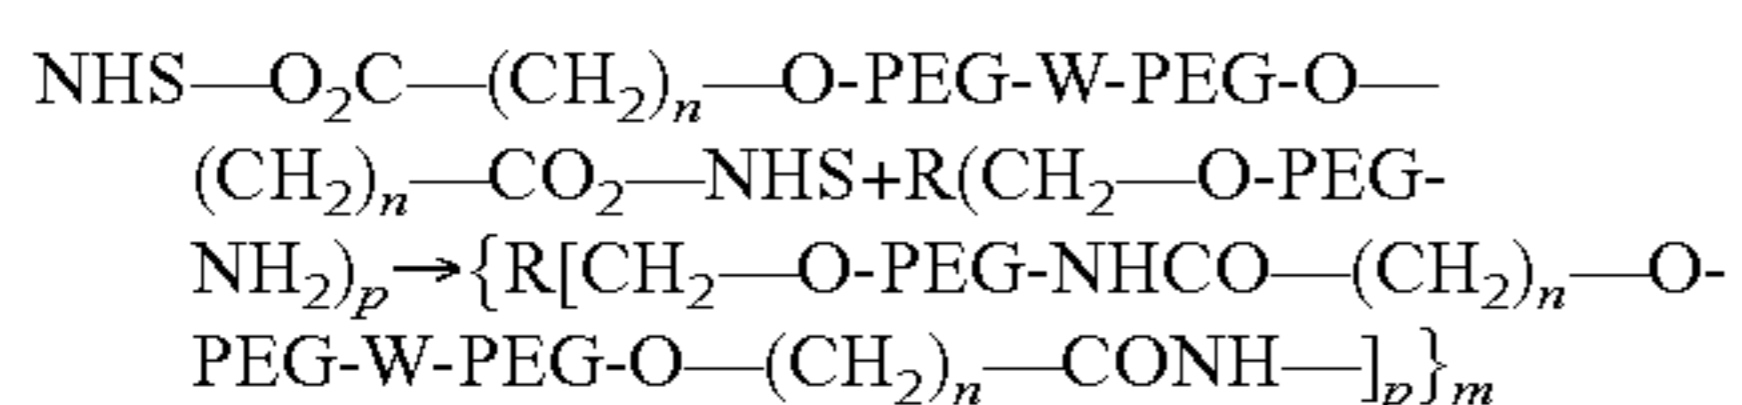 NHS—O₂C—(CH₂)ₙ—O-PEG-W-PEG-O—
(CH₂)ₙ—CO₂—NHS+R(CH₂—O-PEG-
NH₂)ₚ→{R[CH₂—O-PEG-NHCO—(CH₂)ₙ—O-
PEG-W-PEG-O—(CH₂)ₙ—CONH—]ₚ}ₘ